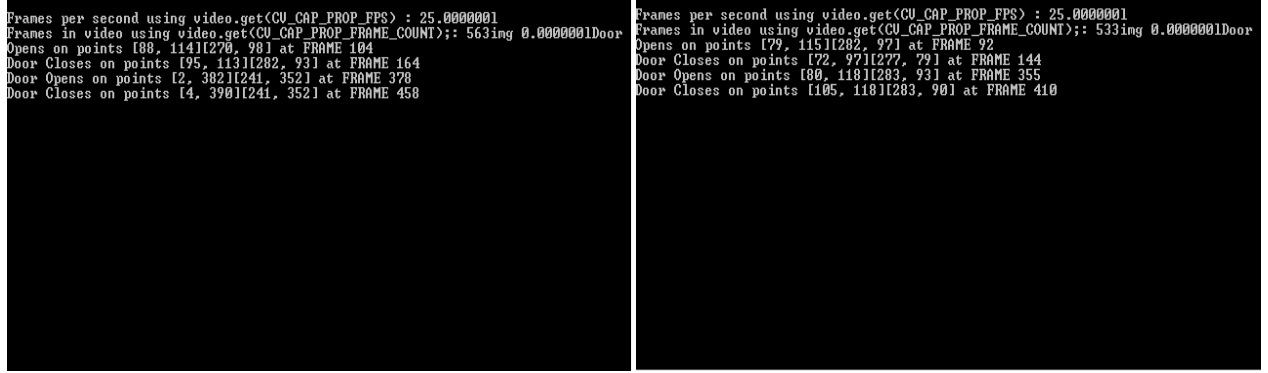 Frames per second using video.get(CV_CAP_PROP_FPS) : 25.000000l
Frames in video using video.get(CV_CAP_PROP_FRAME_COUNT);: 563img 0.000000lDoor
Opens on points [88, 114][270, 98] at FRAME 104
Door Closes on points [95, 113][282, 93] at FRAME 164
Door Opens on points [2, 382][241, 352] at FRAME 378
Door Closes on points [4, 390][241, 352] at FRAME 458
Frames per second using video.get(CV_CAP_PROP_FPS) : 25.000000l
Frames in video using video.get(CV_CAP_PROP_FRAME_COUNT);: 533img 0.000000lDoor
Opens on points [79, 115][282, 97] at FRAME 92
Door Closes on points [72, 97][277, 79] at FRAME 144
Door Opens on points [80, 118][283, 93] at FRAME 355
Door Closes on points [105, 118][283, 90] at FRAME 410